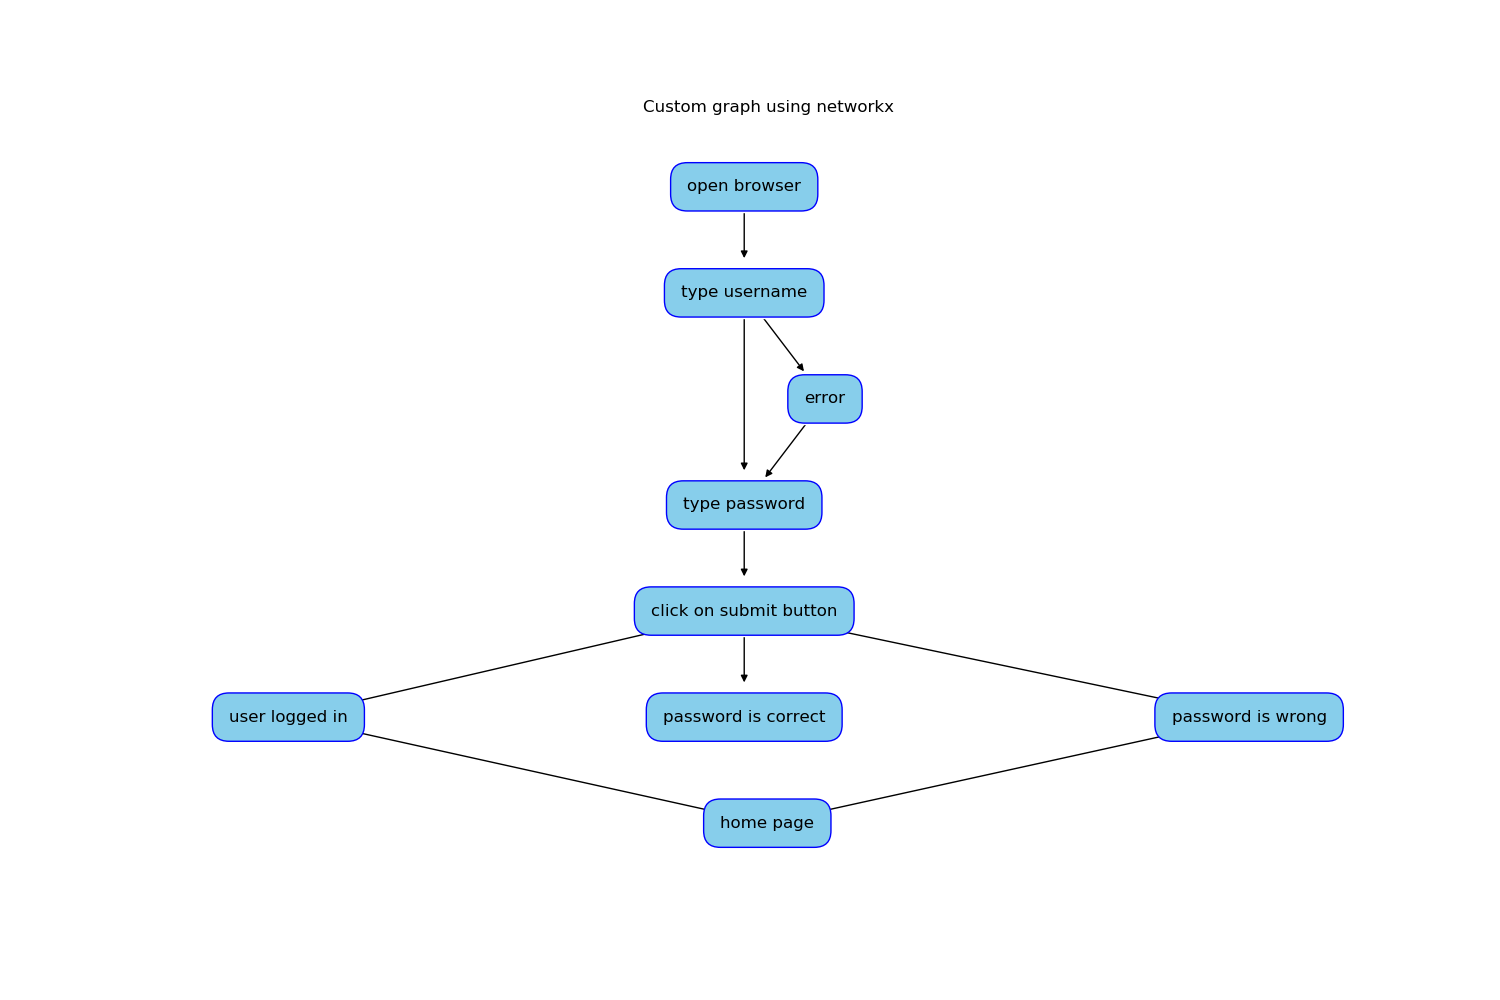 Custom graph using networkx
open browser
type username
error
type password
click on submit button
user logged in
password is correct
password is wrong
home page